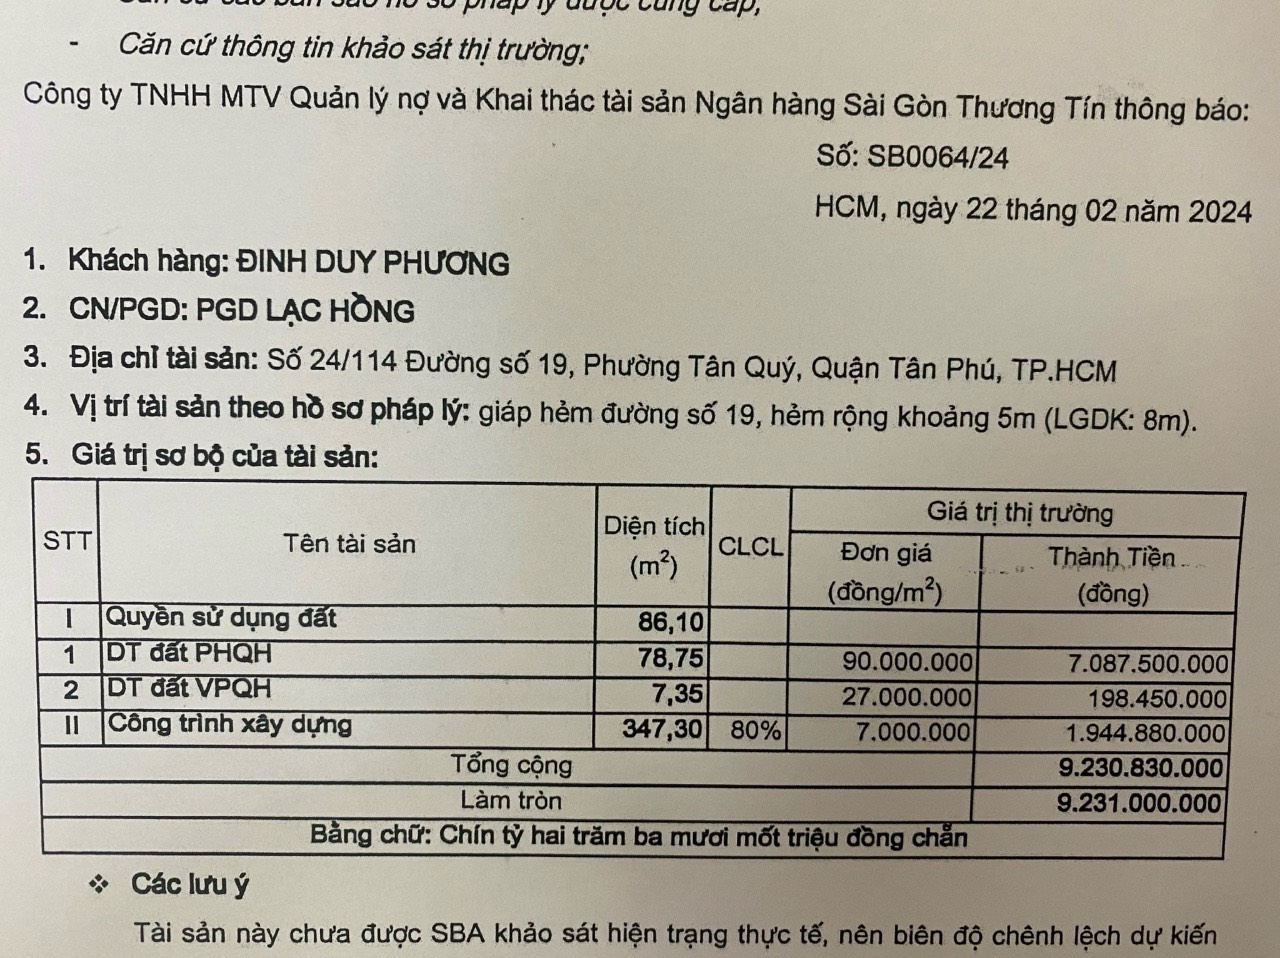 Căn cứ các bản sao hồ sơ pháp lý được cung cấp;
- Căn cứ thông tin khảo sát thị trường;
Công ty TNHH MTV Quản lý nợ và Khai thác tài sản Ngân hàng Sài Gòn Thương Tín thông báo:
Số: SB0064/24
HCM, ngày 22 tháng 02 năm 2024
1. Khách hàng: ĐINH DUY PHƯƠNG
2. CN/PGD: PGD LẠC HỒNG
3. Địa chỉ tài sản: Số 24/114 Đường số 19, Phường Tân Quý, Quận Tân Phú, TP.HCM
4. Vị trí tài sản theo hồ sơ pháp lý: giáp hẻm đường số 19, hẻm rộng khoảng 5m (LGDK: 8m).
5. Giá trị sơ bộ của tài sản:
STT Tên tài sản Diện tích (m²) CLCL Giá trị thị trường
Đơn giá (đồng/m²) Thành Tiền (đồng)
I Quyền sử dụng đất 86,10
1 DT đất PHQH 78,75 90.000.000 7.087.500.000
2 DT đất VPQH 7,35 27.000.000 198.450.000
II Công trình xây dựng 347,30 80% 7.000.000 1.944.880.000
Tổng cộng 9.230.830.000
Làm tròn 9.231.000.000
Bằng chữ: Chín tỷ hai trăm ba mươi mốt triệu đồng chẵn
❖ Các lưu ý
Tài sản này chưa được SBA khảo sát hiện trạng thực tế, nên biên độ chênh lệch dự kiến